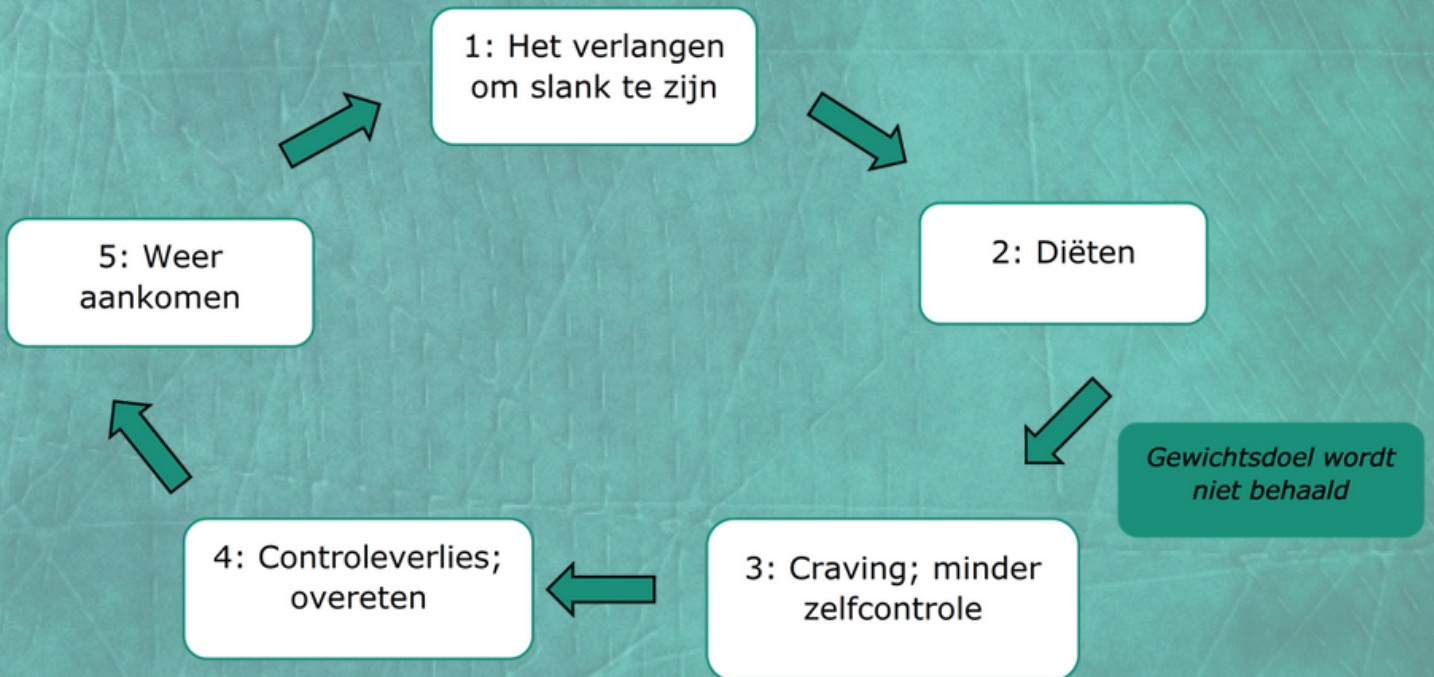 1: Het verlangen
om slank te zijn
2: Diëten
Gewichtsdoel wordt
niet behaald
3: Craving; minder
zelfcontrole
4: Controleverlies;
overeten
5: Weer
aankomen